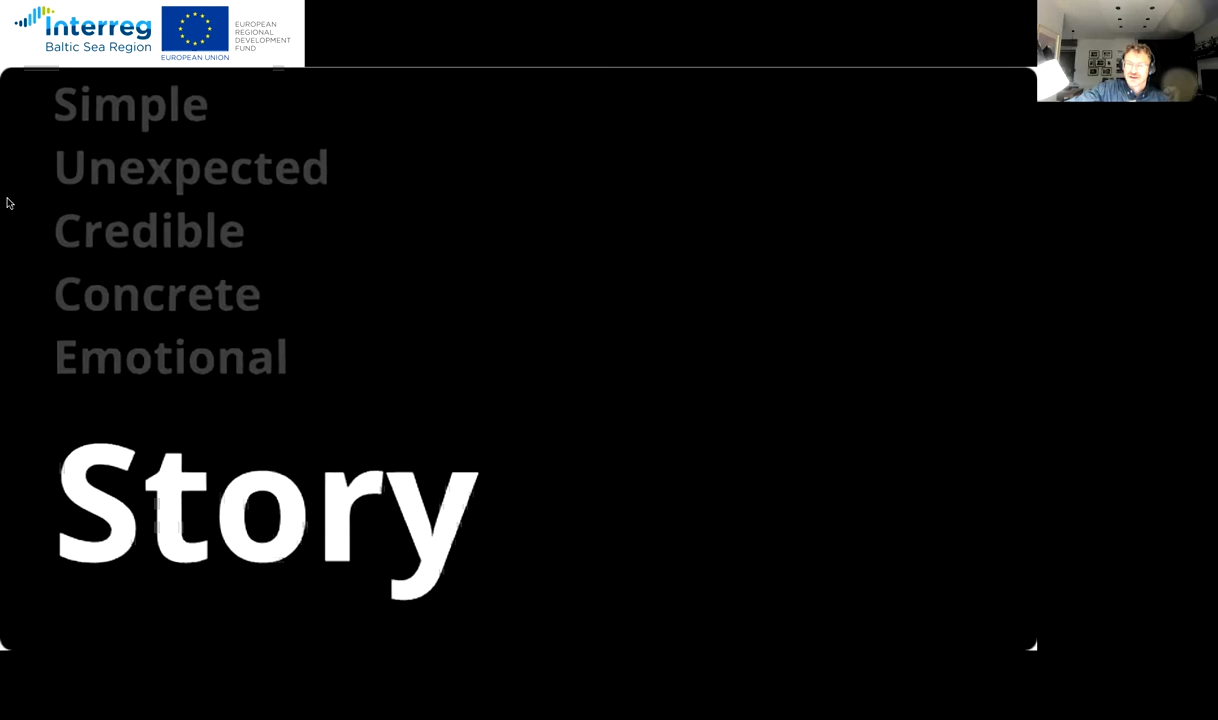 Interreg
Baltic Sea Region
EUROPEAN UNION
EUROPEAN
REGIONAL
DEVELOPMENT
FUND
Simple
Unexpected
Credible
Concrete
Emotional
Story